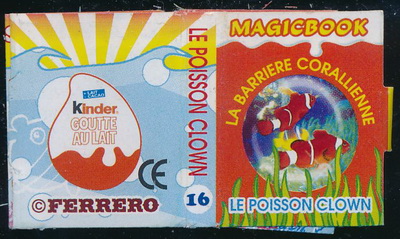 Kinder
GOUTTE
AU LAIT
CE
©FERRERO
LE POISSON CLOWN
16
MAGICBOOK
LA BARRIERE CORALLIENNE
LE POISSON CLOWN